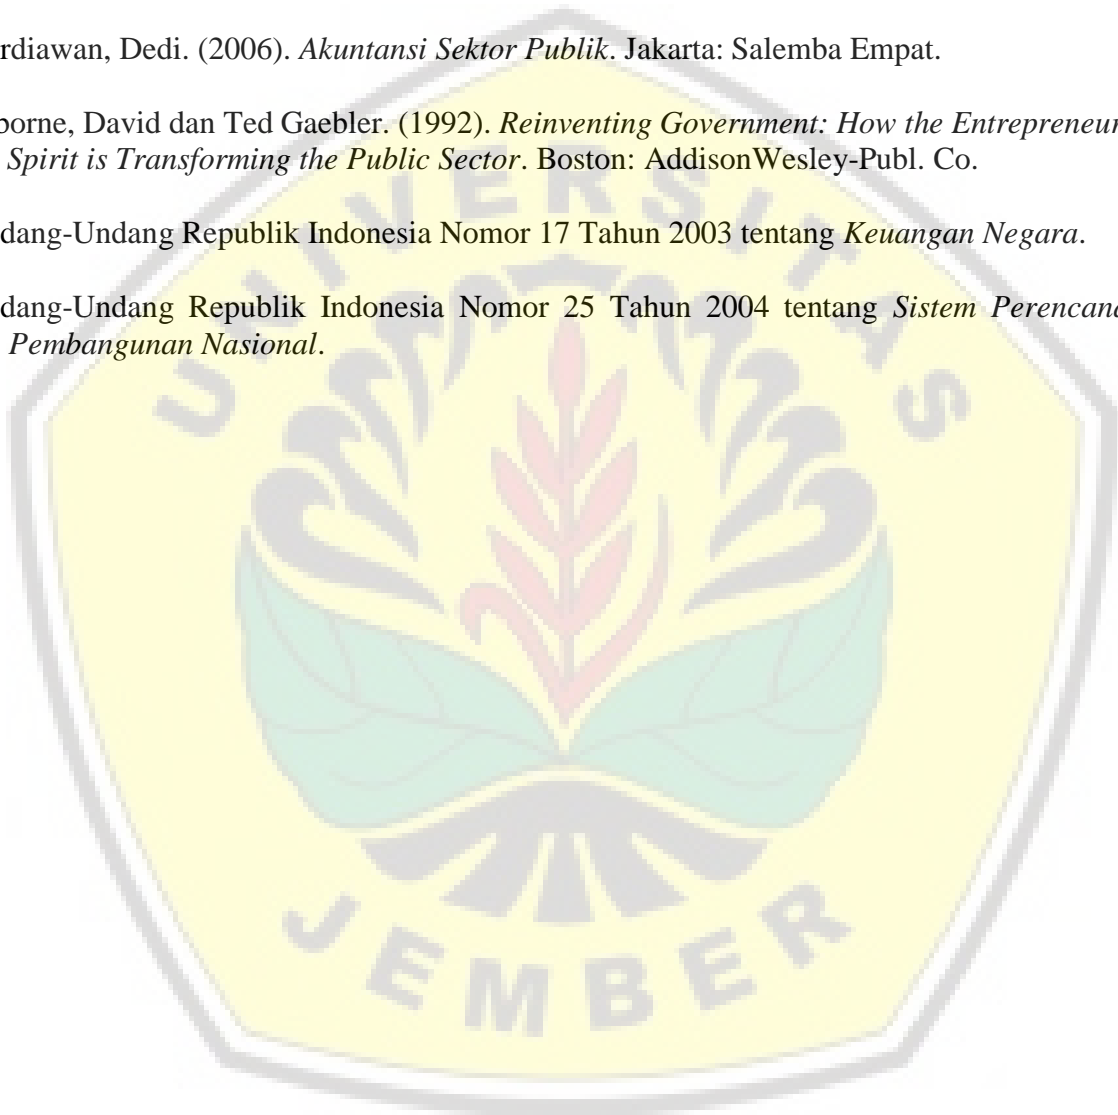 rdiawan, Dedi. (2006). Akuntansi Sektor Publik. Jakarta: Salemba Empat.
borne, David dan Ted Gaebler. (1992). Reinventing Government: How the Entrepreneur
Spirit is Transforming the Public Sector. Boston: AddisonWesley-Publ. Co.
dang-Undang Republik Indonesia Nomor 17 Tahun 2003 tentang Keuangan Negara.
dang-Undang Republik Indonesia Nomor 25 Tahun 2004 tentang Sistem Perencana
Pembangunan Nasional.
UNIVERSITAS
JEMBER